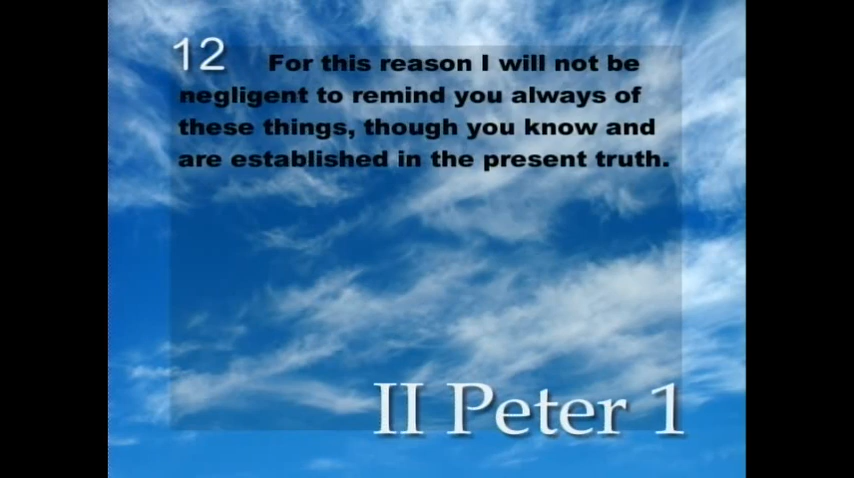 12 For this reason I will not be
negligent to remind you always of
these things, though you know and
are established in the present truth.
II Peter 1